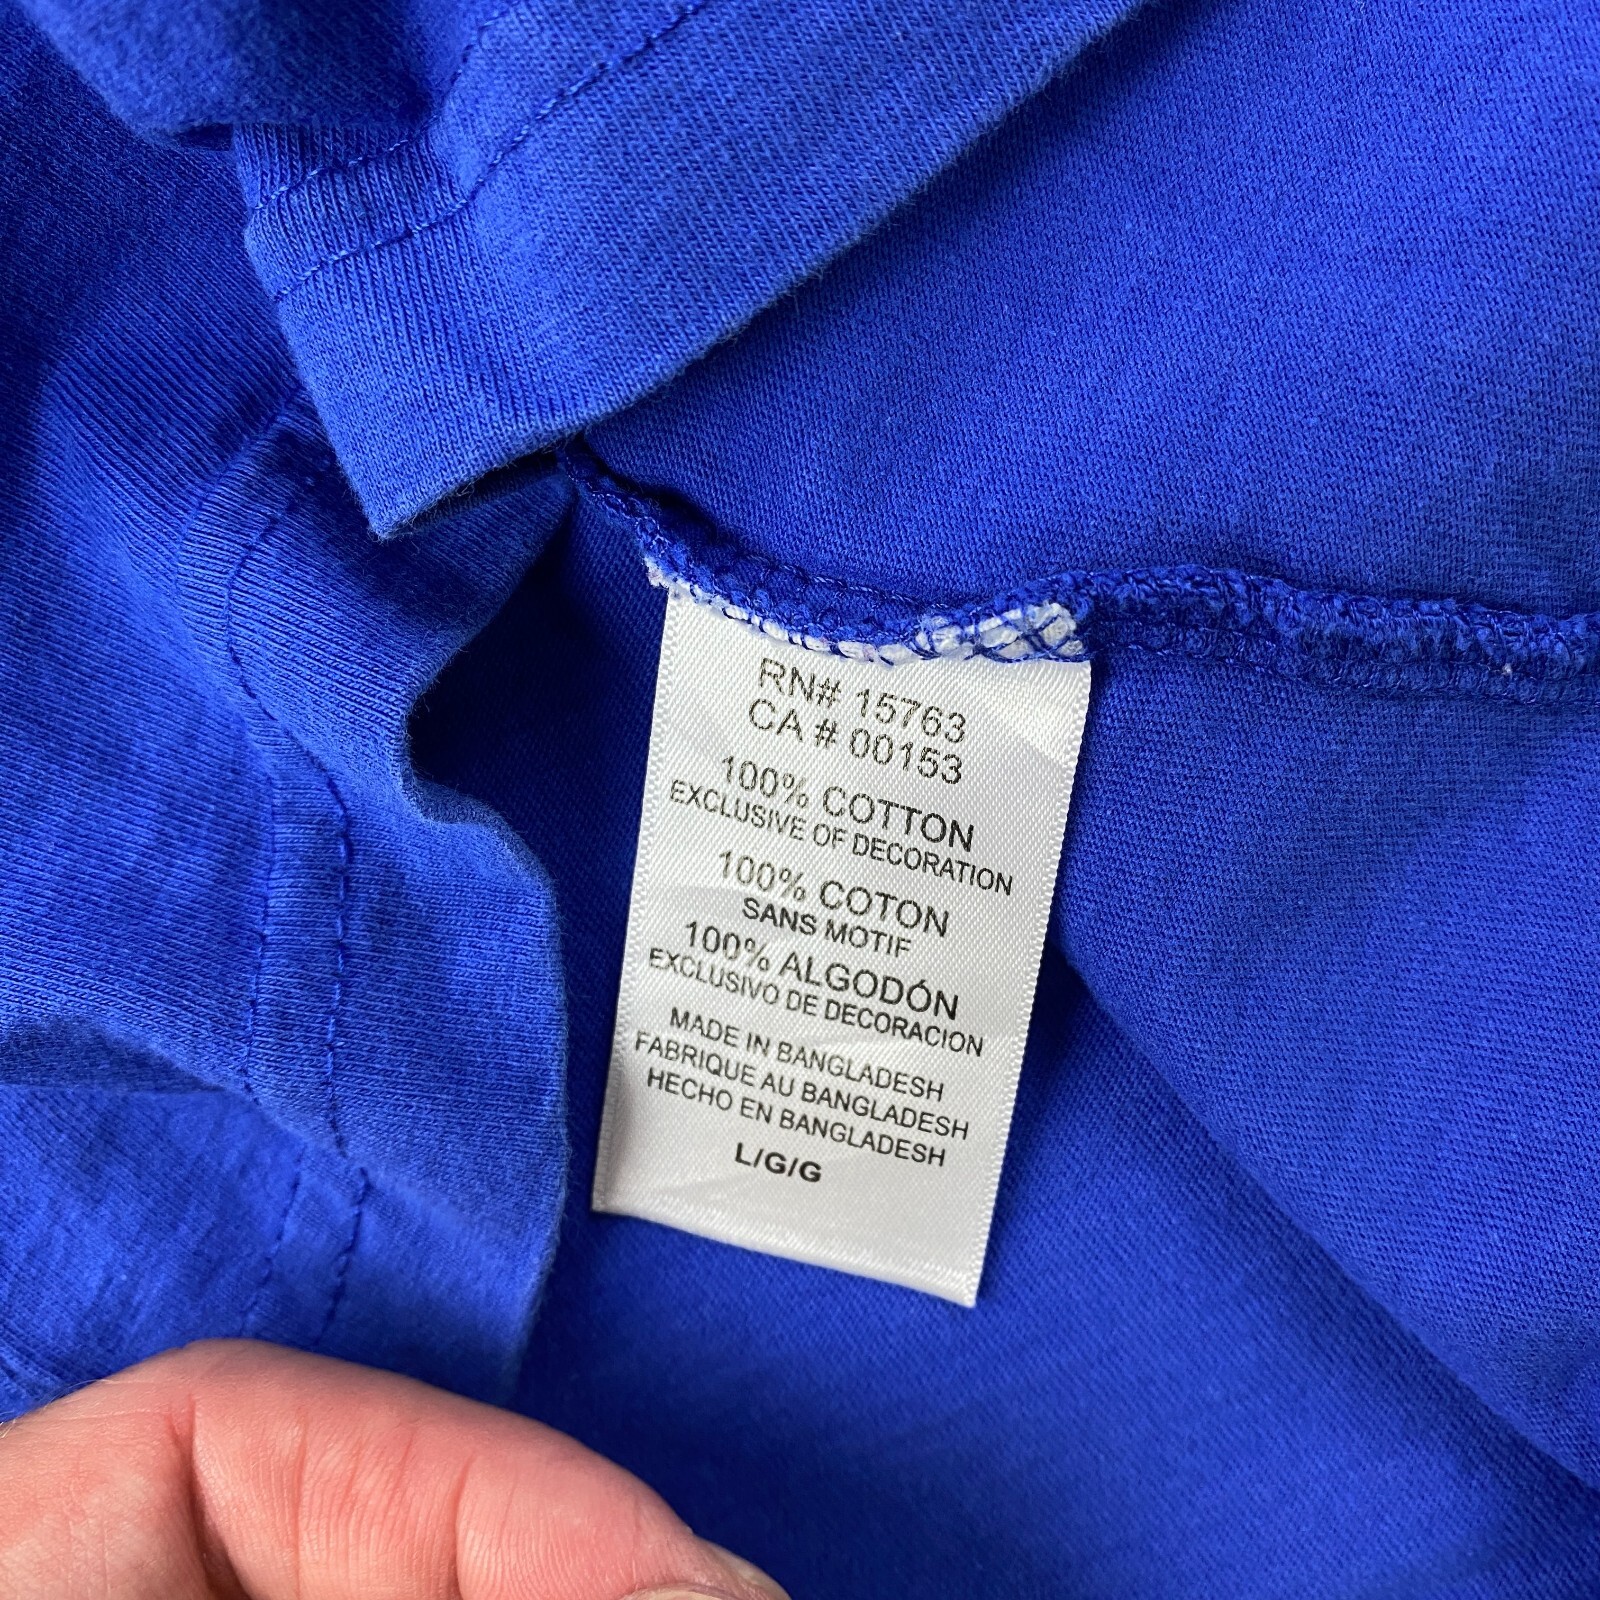 RN# 15763
CA # 00153
100% COTTON
EXCLUSIVE OF DECORATION
100% COTON
SANS MOTIF
100% ALGODÓN
EXCLUSIVO DE DECORACION
MADE IN BANGLADESH
FABRIQUE AU BANGLADESH
HECHO EN BANGLADESH
L/G/G